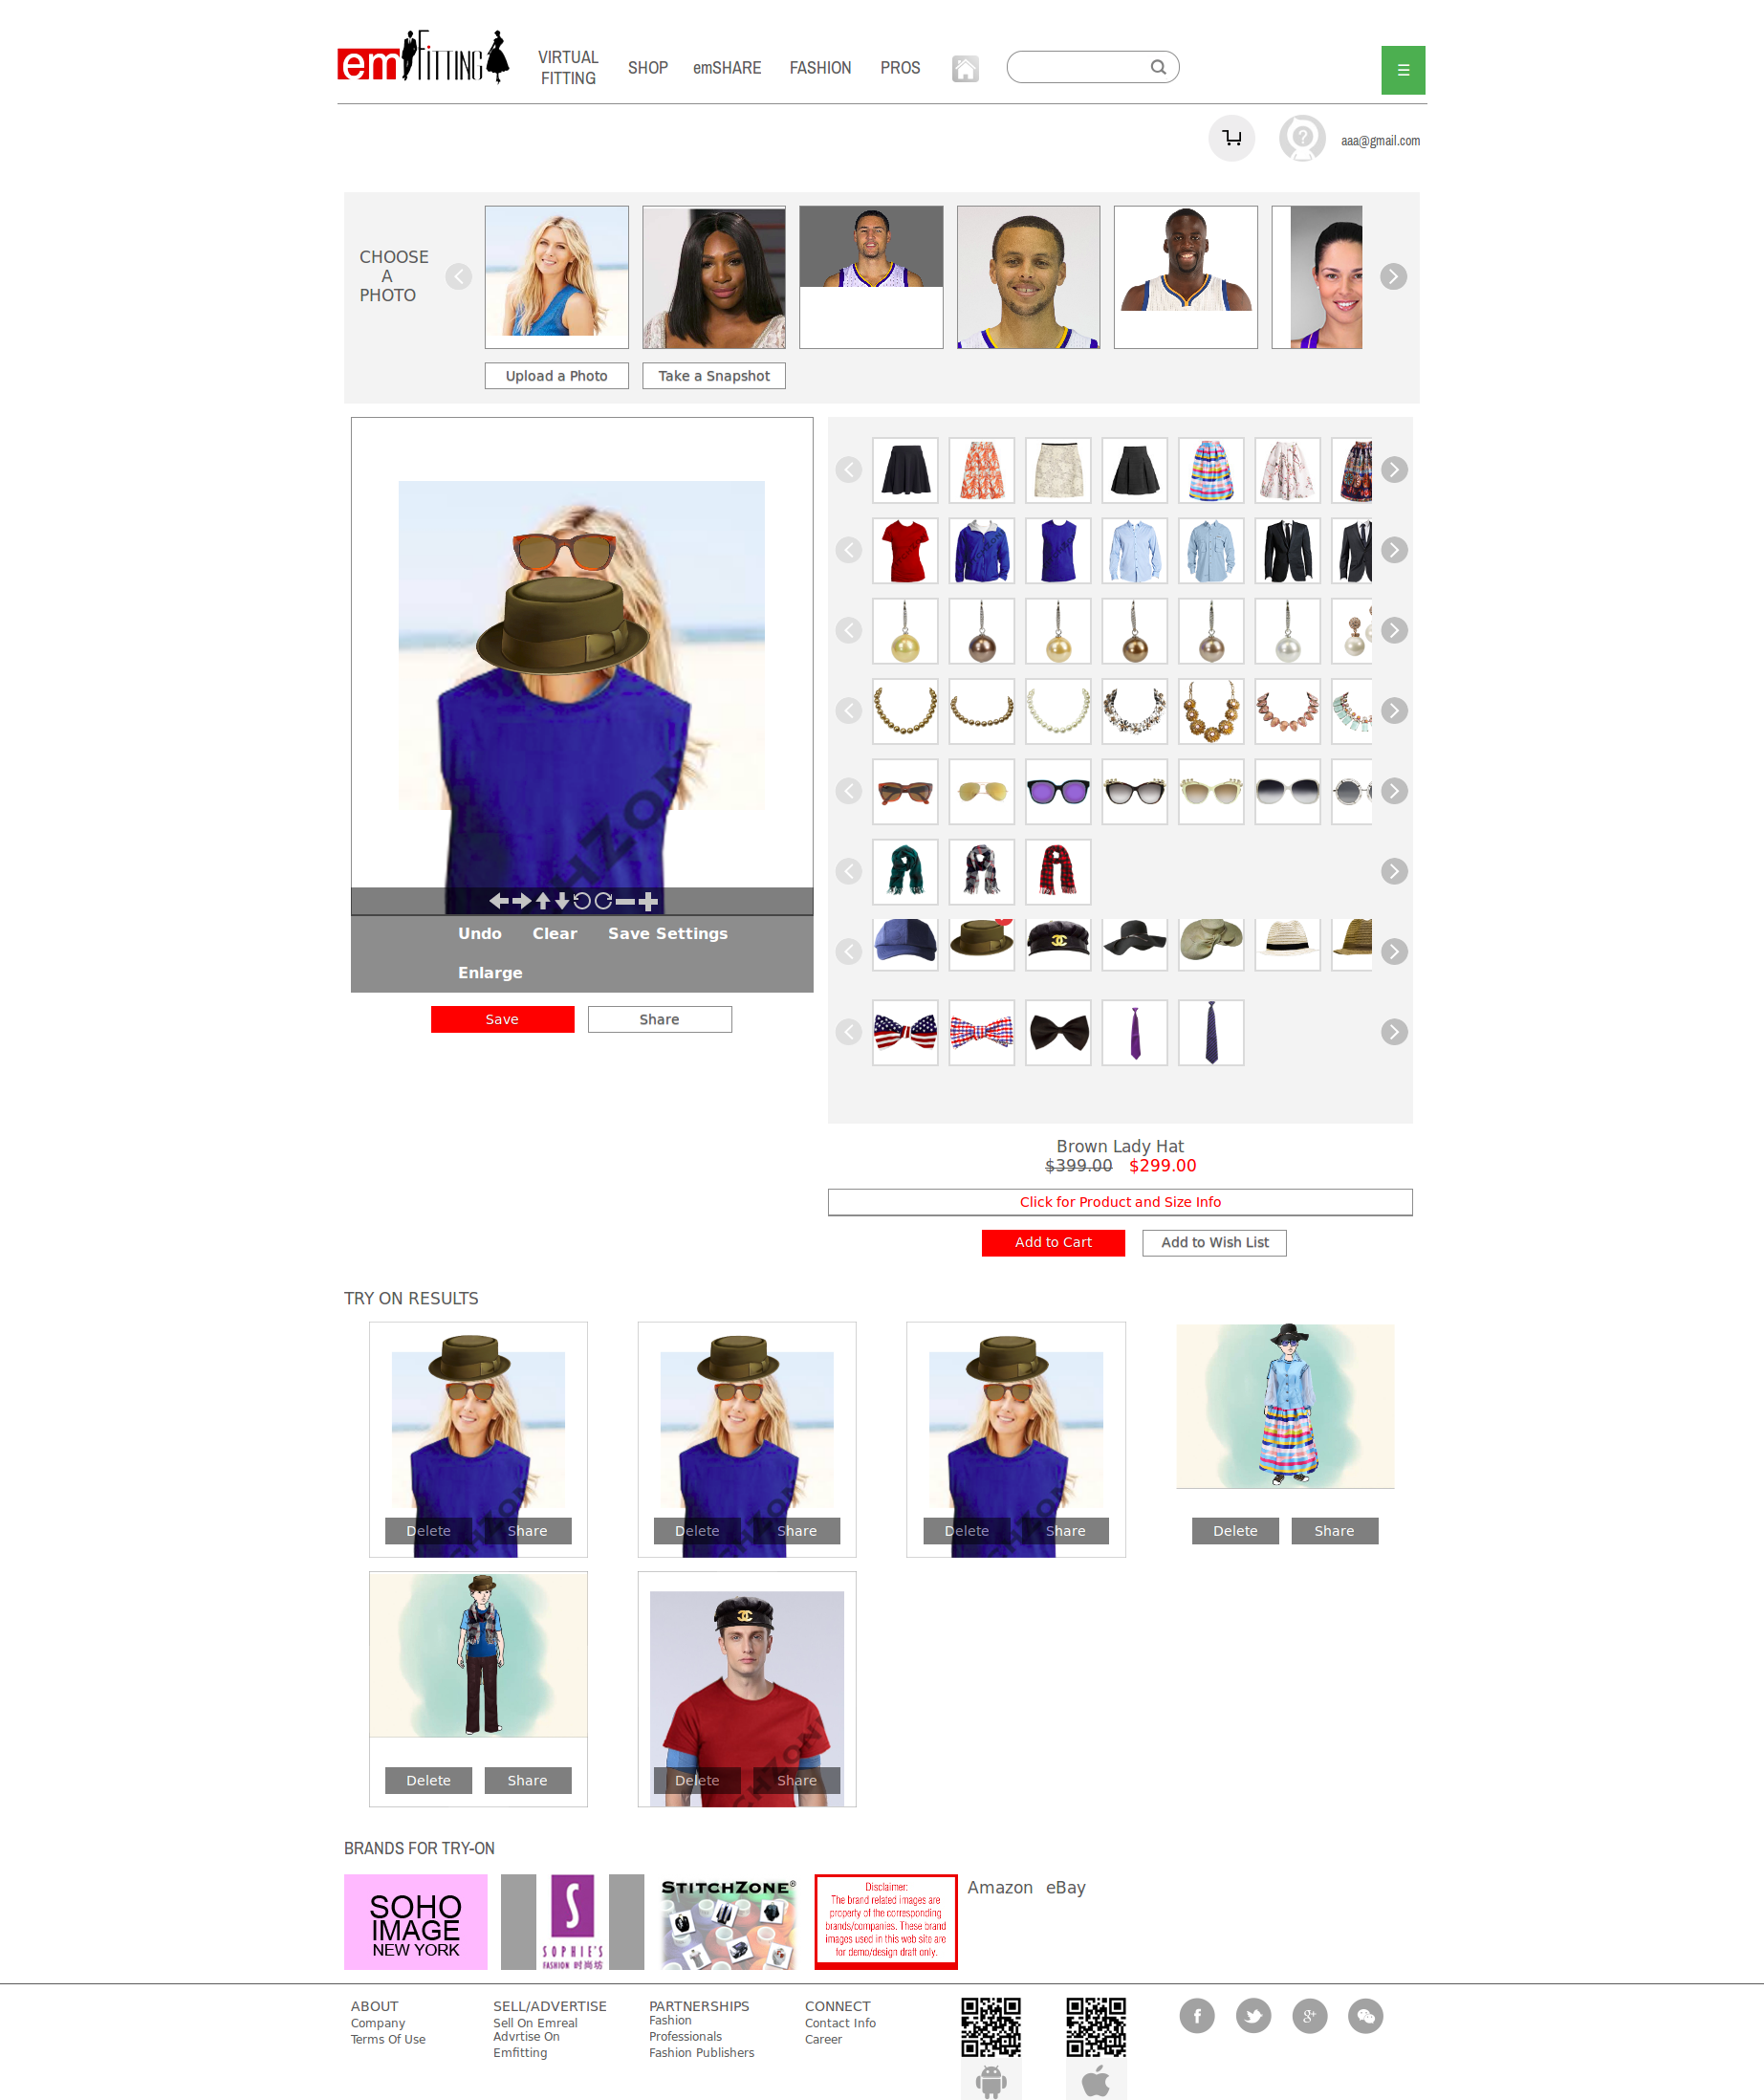 em FITTING
VIRTUAL
FITTING
SHOP
emSHARE
FASHION
PROS
aaa@gmail.com
CHOOSE
A
PHOTO
Upload a Photo
Take a Snapshot
HZON
Undo
Clear
Save Settings
Enlarge
Save
Share
Brown Lady Hat
$399.00 $299.00
Click for Product and Size Info
Add to Cart
Add to Wish List
TRY ON RESULTS
Delete
Share
Delete
Share
Delete
Share
Delete
Share
Delete
Share
Delete
Share
BRANDS FOR TRY-ON
SOHO
IMAGE
NEW YORK
S
SOPHIE'S
FASHION 时尚坊
STITCHZONE®
Disclaimer:
The brand related images are
property of the corresponding
brands/companies. These brand
images used in this web site are
for demo/design draft only.
Amazon
eBay
ABOUT
Company
Terms Of Use
SELL/ADVERTISE
Sell On Emreal
Advrtise On
Emfitting
PARTNERSHIPS
Fashion
Professionals
Fashion Publishers
CONNECT
Contact Info
Career